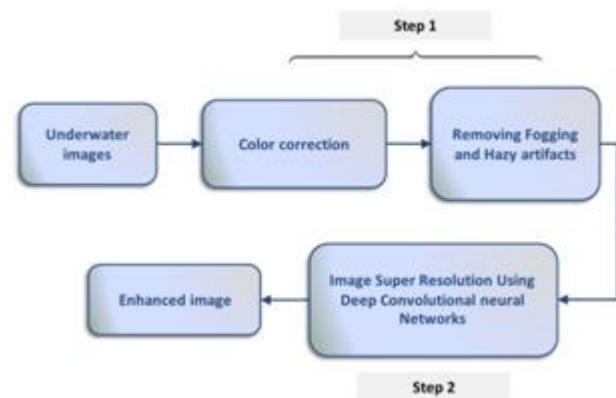 Step 1
Underwater
images
Color correction
Removing Fogging
and Hazy artifacts
Image Super Resolution Using
Deep Convolutional neural
Networks
Enhanced image
Step 2